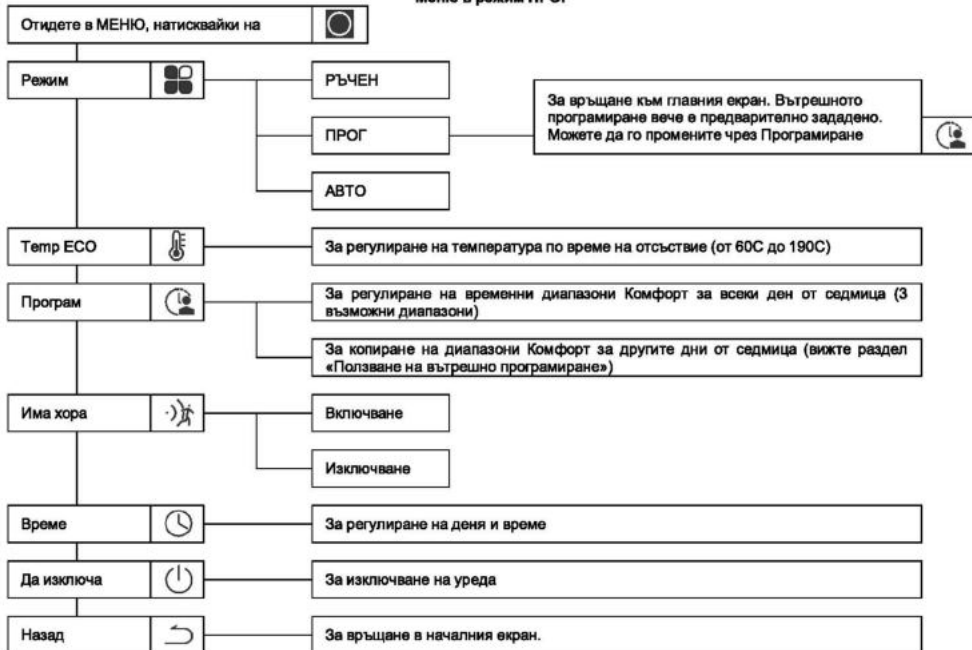 Отидете в МЕНЮ, натисквайки на
Режим
РЪЧЕН
ПРОГ
За връщане към главния екран. Вътрешното
програмиране вече е предварително зададено.
Можете да го промените чрез Програмиране
АВТО
Temp ECO
За регулиране на температура по време на отсъствие (от 60C до 190C)
Програм
За регулиране на временни диапазони Комфорт за всеки ден от седмица (3
възможни диапазони)
За копиране на диапазони Комфорт за другите дни от седмица (вижте раздел
«Ползване на вътрешно програмиране»)
Има хора
Включване
Изключване
Време
За регулиране на деня и време
Да изключа
За изключване на уреда
Назад
За връщане в началния екран.